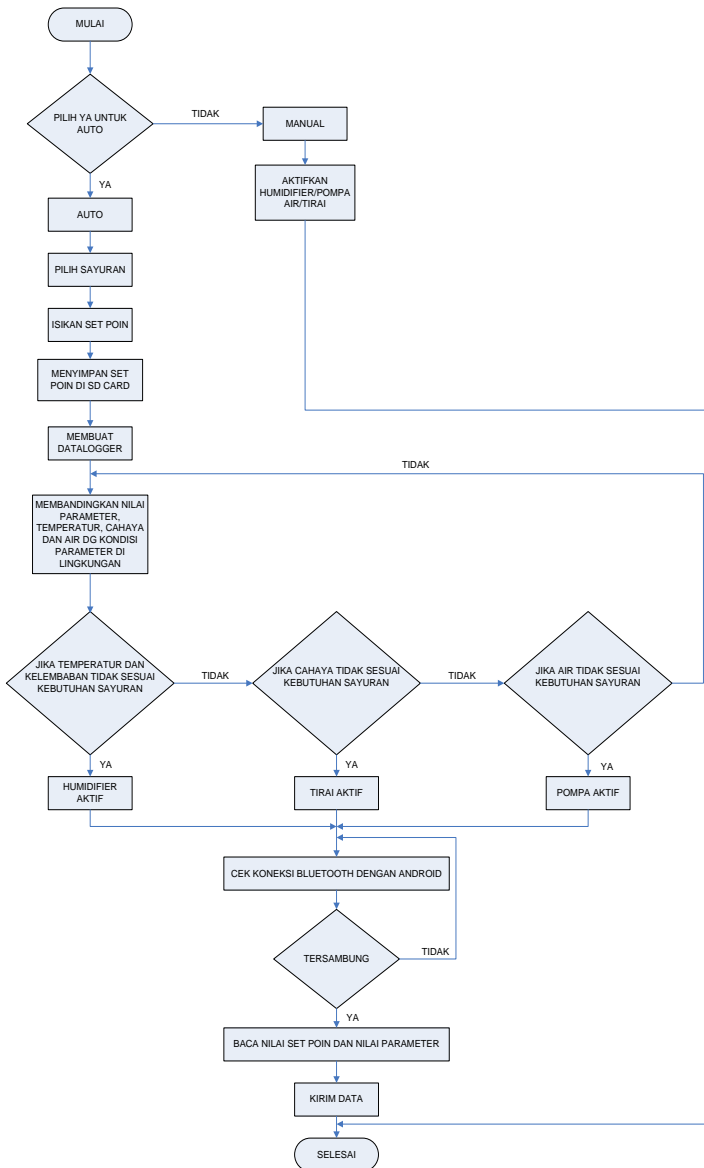 MULAI
PILIH YA UNTUK
AUTO
TIDAK
MANUAL
YA
AKTIFKAN
HUMIDIFIER/POMPA
AIR/TIRAI
AUTO
PILIH SAYURAN
ISIKAN SET POIN
MENYIMPAN SET
POIN DI SD CARD
MEMBUAT
DATALOGGER
TIDAK
MEMBANDINGKAN NILAI
PARAMETER,
TEMPERATUR, CAHAYA
DAN AIR DG KONDISI
PARAMETER DI
LINGKUNGAN
JIKA TEMPERATUR DAN
KELEMBABAN TIDAK SESUAI
KEBUTUHAN SAYURAN
TIDAK
JIKA CAHAYA TIDAK SESUAI
KEBUTUHAN SAYURAN
TIDAK
JIKA AIR TIDAK SESUAI
KEBUTUHAN SAYURAN
YA
YA
YA
HUMIDIFIER
AKTIF
TIRAI AKTIF
POMPA AKTIF
CEK KONEKSI BLUETOOTH DENGAN ANDROID
TERSAMBUNG
TIDAK
YA
BACA NILAI SET POIN DAN NILAI PARAMETER
KIRIM DATA
SELESAI